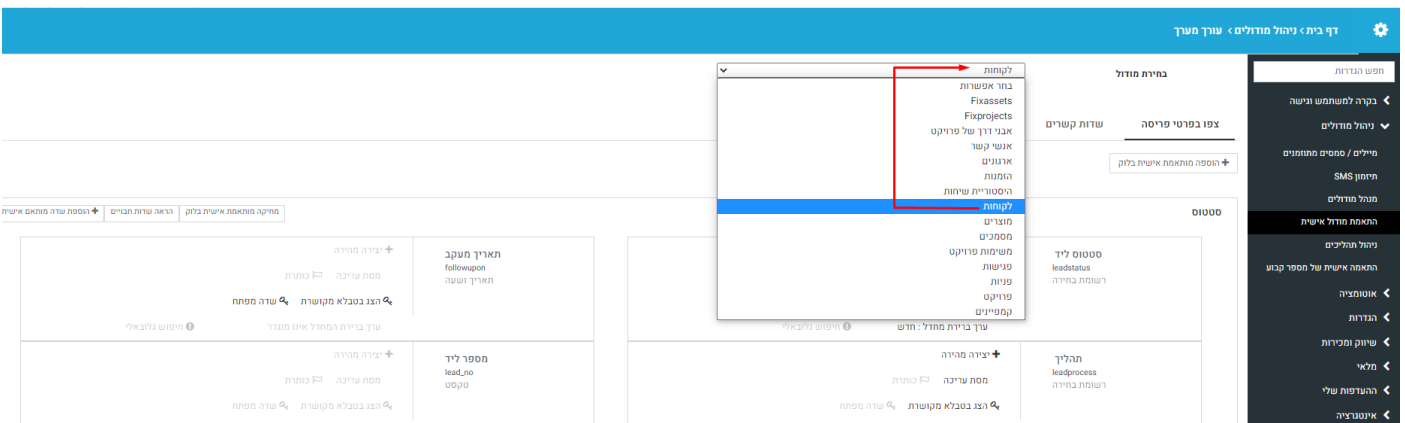 דף בית > ניהול מודולים > עורך מערך
חפש הגדרות
בקרה למשתמש וגישה
ניהול מודולים
מיילים / סמסים מתוזמנים
תיזמון SMS
מנהל מודולים
התאמת מודול אישית
ניהול תהליכים
התאמה אישית של מספר קבוע
אוטומציה
הגדרות
שיווק ומכירות
מלאי
ההעדפות שלי
אינטגרציה
בחירת מודול
לקוחות
בחר אפשרות
Fixassets
Fixprojects
אבני דרך של פרויקט
אנשי קשר
ארגונים
הזמנות
היסטוריית שיחות
לקוחות
מוצרים
מסמכים
משימות פרויקט
פגישות
פניות
פרויקט
קמפיינים
צפו בפרטי פריסה
שדות קשרים
+ הוספה מותאמת אישית בלוק
סטטוס
+ הוספת שדה מותאם אישית
הראה שדות חבויים
מחיקה מותאמת אישית בלוק
סטטוס ליד
leadstatus
רשומת בחירה
ערך ברירת מחדל : חדש
חיפוש גלובאלי
תאריך מעקב
followupon
תאריך ושעה
+ יצירה מהירה
מסת עריכה
כותרת
הצג בטבלא מקושרת
שדה מפתח
ערך ברירת המחדל אינו מוגדר
חיפוש גלובאלי
תהליך
leadprocess
רשומת בחירה
+ יצירה מהירה
מסת עריכה
כותרת
הצג בטבלא מקושרת
שדה מפתח
מספר ליד
lead_no
טקסט
+ יצירה מהירה
מסת עריכה
כותרת
הצג בטבלא מקושרת
שדה מפתח